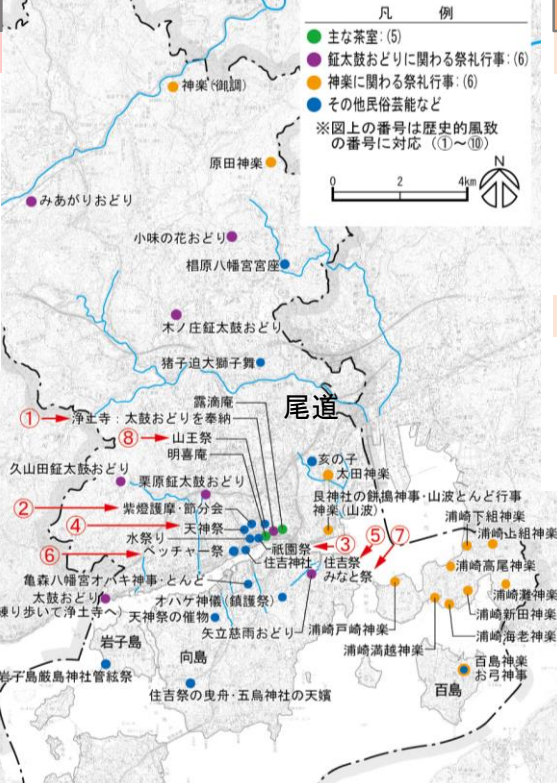 凡 例
主な茶室：(5)
鉦太鼓おどりに関わる祭礼行事：(6)
神楽に関わる祭礼行事：(6)
その他民俗芸能など
※図上の番号は歴史的風致
の番号に対応（①～⑩）
N
0 2 4km
神楽（御調）
原田神楽
みあがりおどり
小味の花おどり
椙原八幡宮宮座
木ノ庄鉦太鼓おどり
猪子迫大獅子舞
露滴庵
尾道
① 浄土寺：太鼓おどりを奉納
⑧ 山王祭
明喜庵
亥の子
太田神楽
久山田鉦太鼓おどり
栗原鉦太鼓おどり
艮神社の餅搗神事・山波とんど行事
神楽（山波）
② 紫燈護摩・節分会
④ 天神祭
水祭り
⑥ ベッチャー祭
祇園祭 ③
住吉神社
住吉祭 ⑤
みなと祭 ⑦
浦崎下組神楽
浦崎上組神楽
浦崎高尾神楽
浦崎灘神楽
浦崎新田神楽
浦崎海老神楽
浦崎戸崎神楽
浦崎満越神楽
亀森八幡宮オバキ神事・とんど
太鼓おどり
練り歩いて浄土寺へ)
オハケ神儀（鎮護祭）
天神祭の催物
矢立慈雨おどり
岩子島
向島
岩子島厳島神社管絃祭
住吉祭の曳舟・五烏神社の天嬪
百島
百島神楽
お弓神事